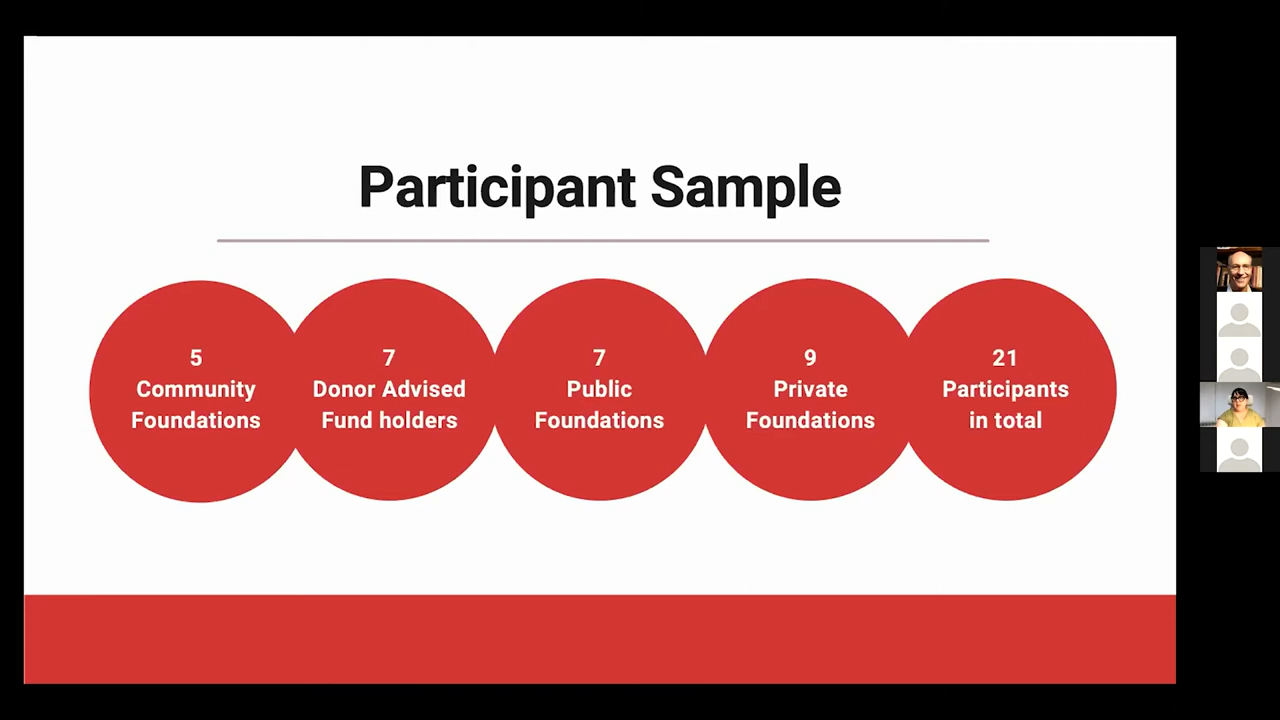 Participant Sample
5
Community
Foundations
7
Donor Advised
Fund holders
7
Public
Foundations
9
Private
Foundations
21
Participants
in total